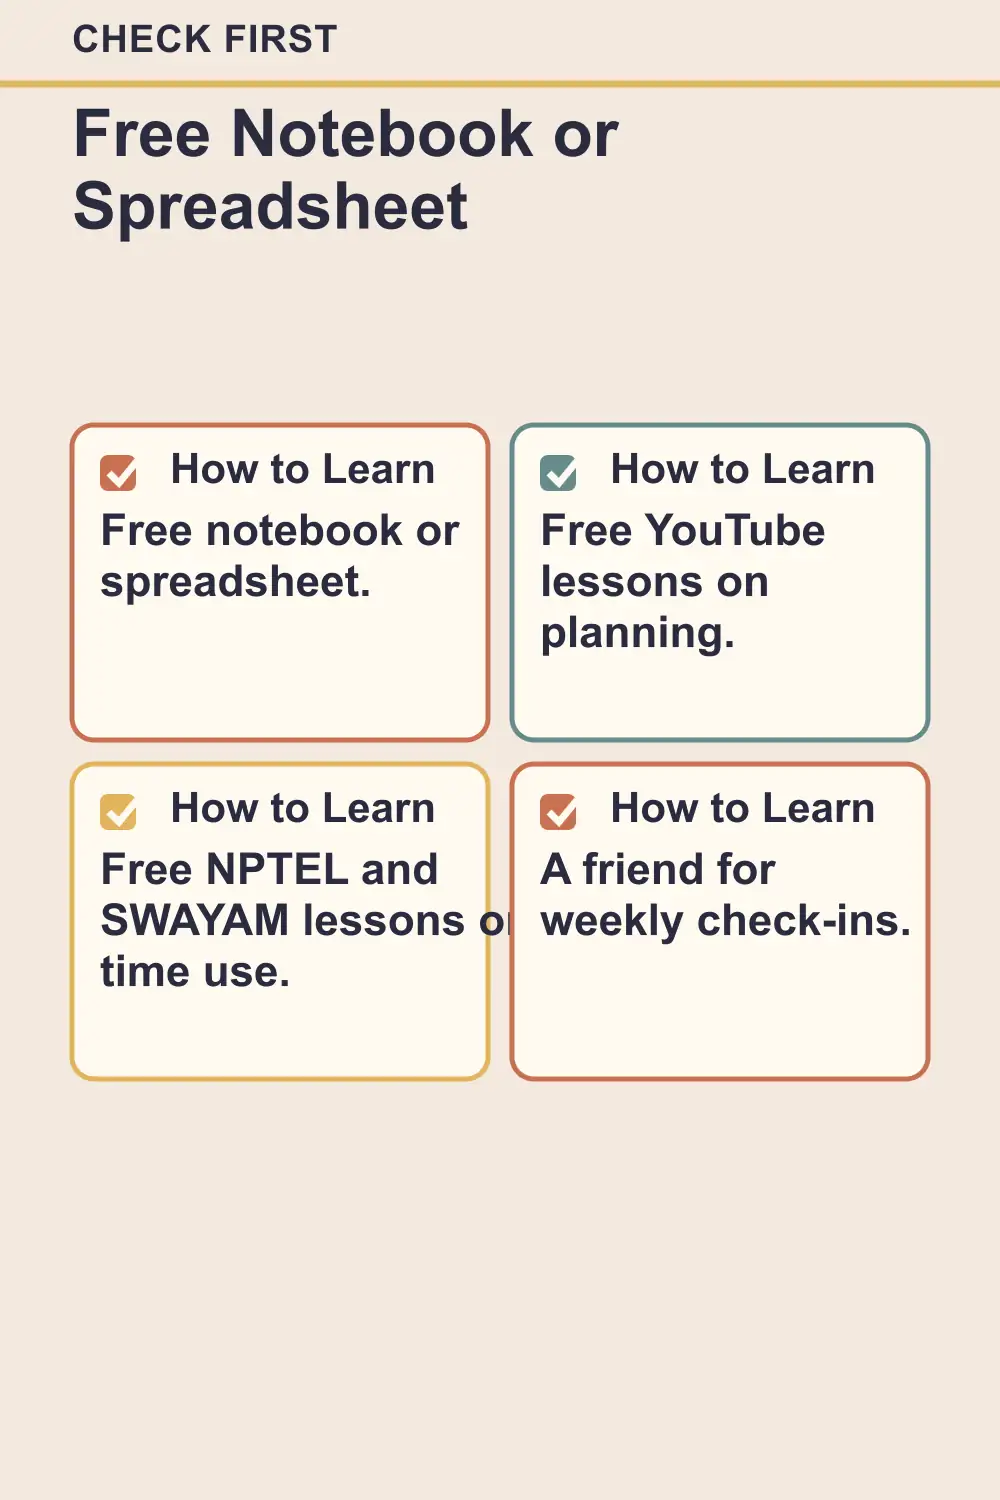 CHECK FIRST
Free Notebook or
Spreadsheet
How to Learn
Free notebook or
spreadsheet.
How to Learn
Free YouTube
lessons on
planning.
How to Learn
Free NPTEL and
SWAYAM lessons
time use.
How to Learn
A friend for
weekly check-ins.